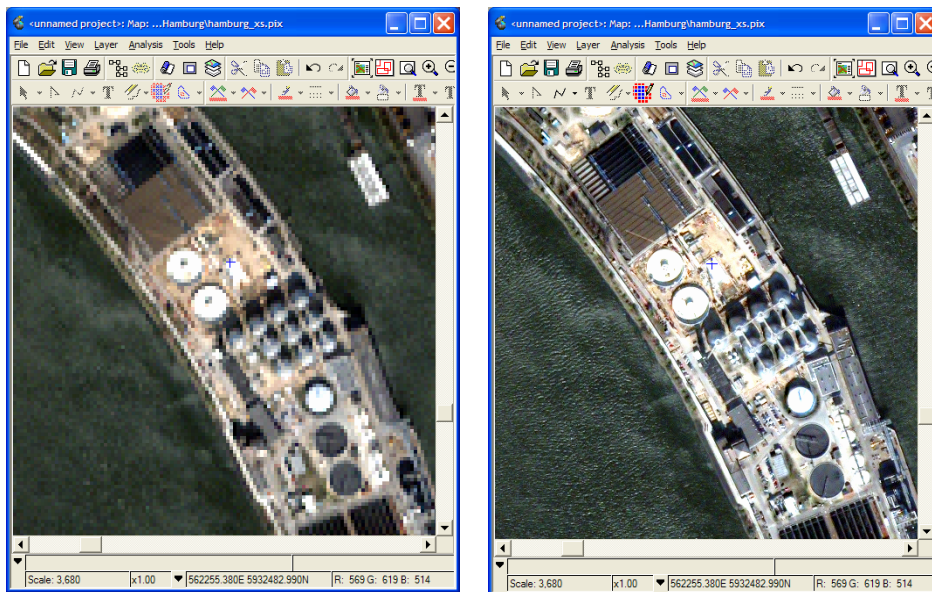 <unnamed project>: Map: ...Hamburg\hamburg_xs.pix
File Edit View Layer Analysis Tools Help
T T T
Scale: 3,680 x1.00 562255.380E 5932482.990N R: 569 G: 619 B: 514
<unnamed project>: Map: ...Hamburg\hamburg_xs.pix
File Edit View Layer Analysis Tools Help
T T T
Scale: 3,680 x1.00 562255.380E 5932482.990N R: 569 G: 619 B: 514